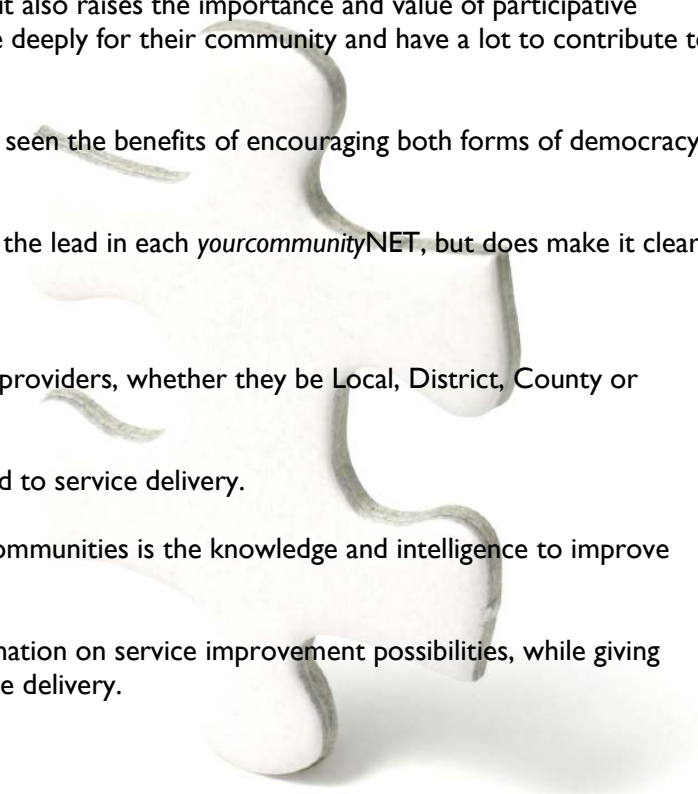 it also raises the importance and value of participative
e deeply for their community and have a lot to contribute to
seen the benefits of encouraging both forms of democracy
the lead in each yourcommunityNET, but does make it clear
providers, whether they be Local, District, County or
d to service delivery.
ommunities is the knowledge and intelligence to improve
nation on service improvement possibilities, while giving
e delivery.